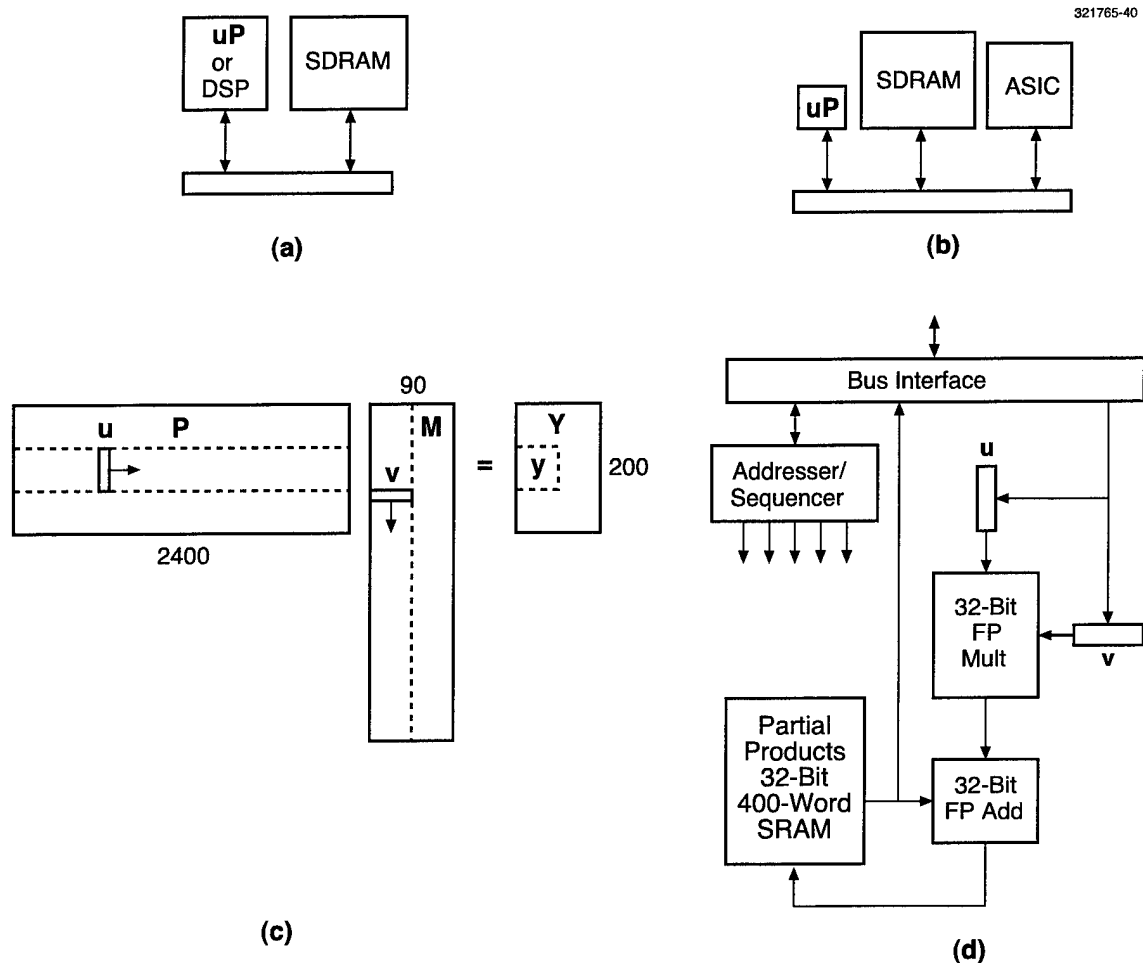 321765-40
uP
or
DSP
SDRAM
(a)
uP
SDRAM
ASIC
(b)
90
u
P
M
v
=
Y
y
200
2400
(c)
Bus Interface
Addresser/
Sequencer
u
32-Bit
FP
Mult
v
Partial
Products
32-Bit
400-Word
SRAM
32-Bit
FP Add
(d)